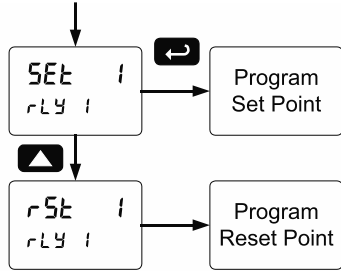 SEt 1
rLY 1
Program
Set Point
rSt 1
rLY 1
Program
Reset Point